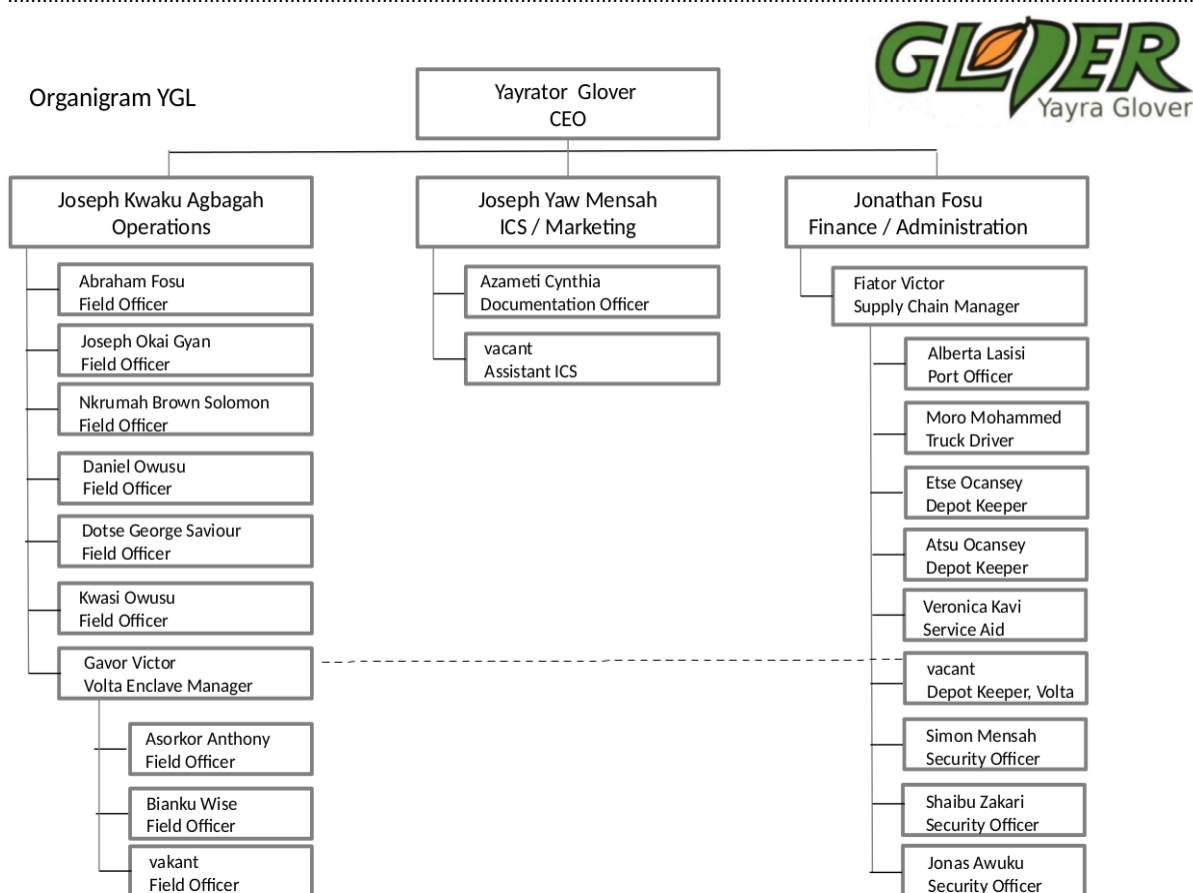 GLOVER
Yayra Glover
Organigram YGL
Yayrator Glover
CEO
Joseph Kwaku Agbagah
Operations
Joseph Yaw Mensah
ICS / Marketing
Jonathan Fosu
Finance / Administration
Abraham Fosu
Field Officer
Joseph Okai Gyan
Field Officer
Nkrumah Brown Solomon
Field Officer
Daniel Owusu
Field Officer
Dotse George Saviour
Field Officer
Kwasi Owusu
Field Officer
Gavor Victor
Volta Enclave Manager
Asorkor Anthony
Field Officer
Bianku Wise
Field Officer
vakant
Field Officer
Azameti Cynthia
Documentation Officer
vacant
Assistant ICS
Fiator Victor
Supply Chain Manager
Alberta Lasisi
Port Officer
Moro Mohammed
Truck Driver
Etse Ocansey
Depot Keeper
Atsu Ocansey
Depot Keeper
Veronica Kavi
Service Aid
vacant
Depot Keeper, Volta
Simon Mensah
Security Officer
Shaibu Zakari
Security Officer
Jonas Awuku
Security Officer